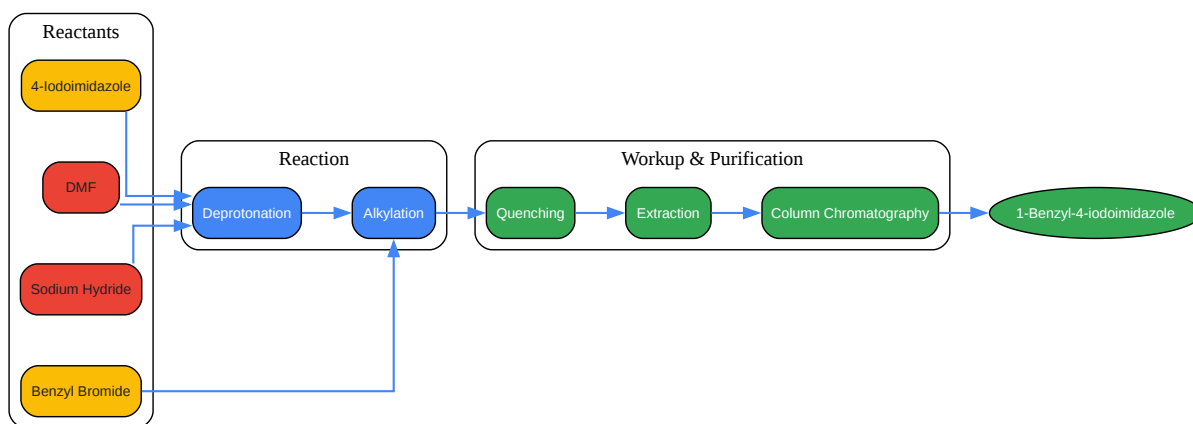 Reactants
4-Iodoimidazole
DMF
Sodium Hydride
Benzyl Bromide
Reaction
Deprotonation
Alkylation
Workup & Purification
Quenching
Extraction
Column Chromatography
1-Benzyl-4-iodoimidazole